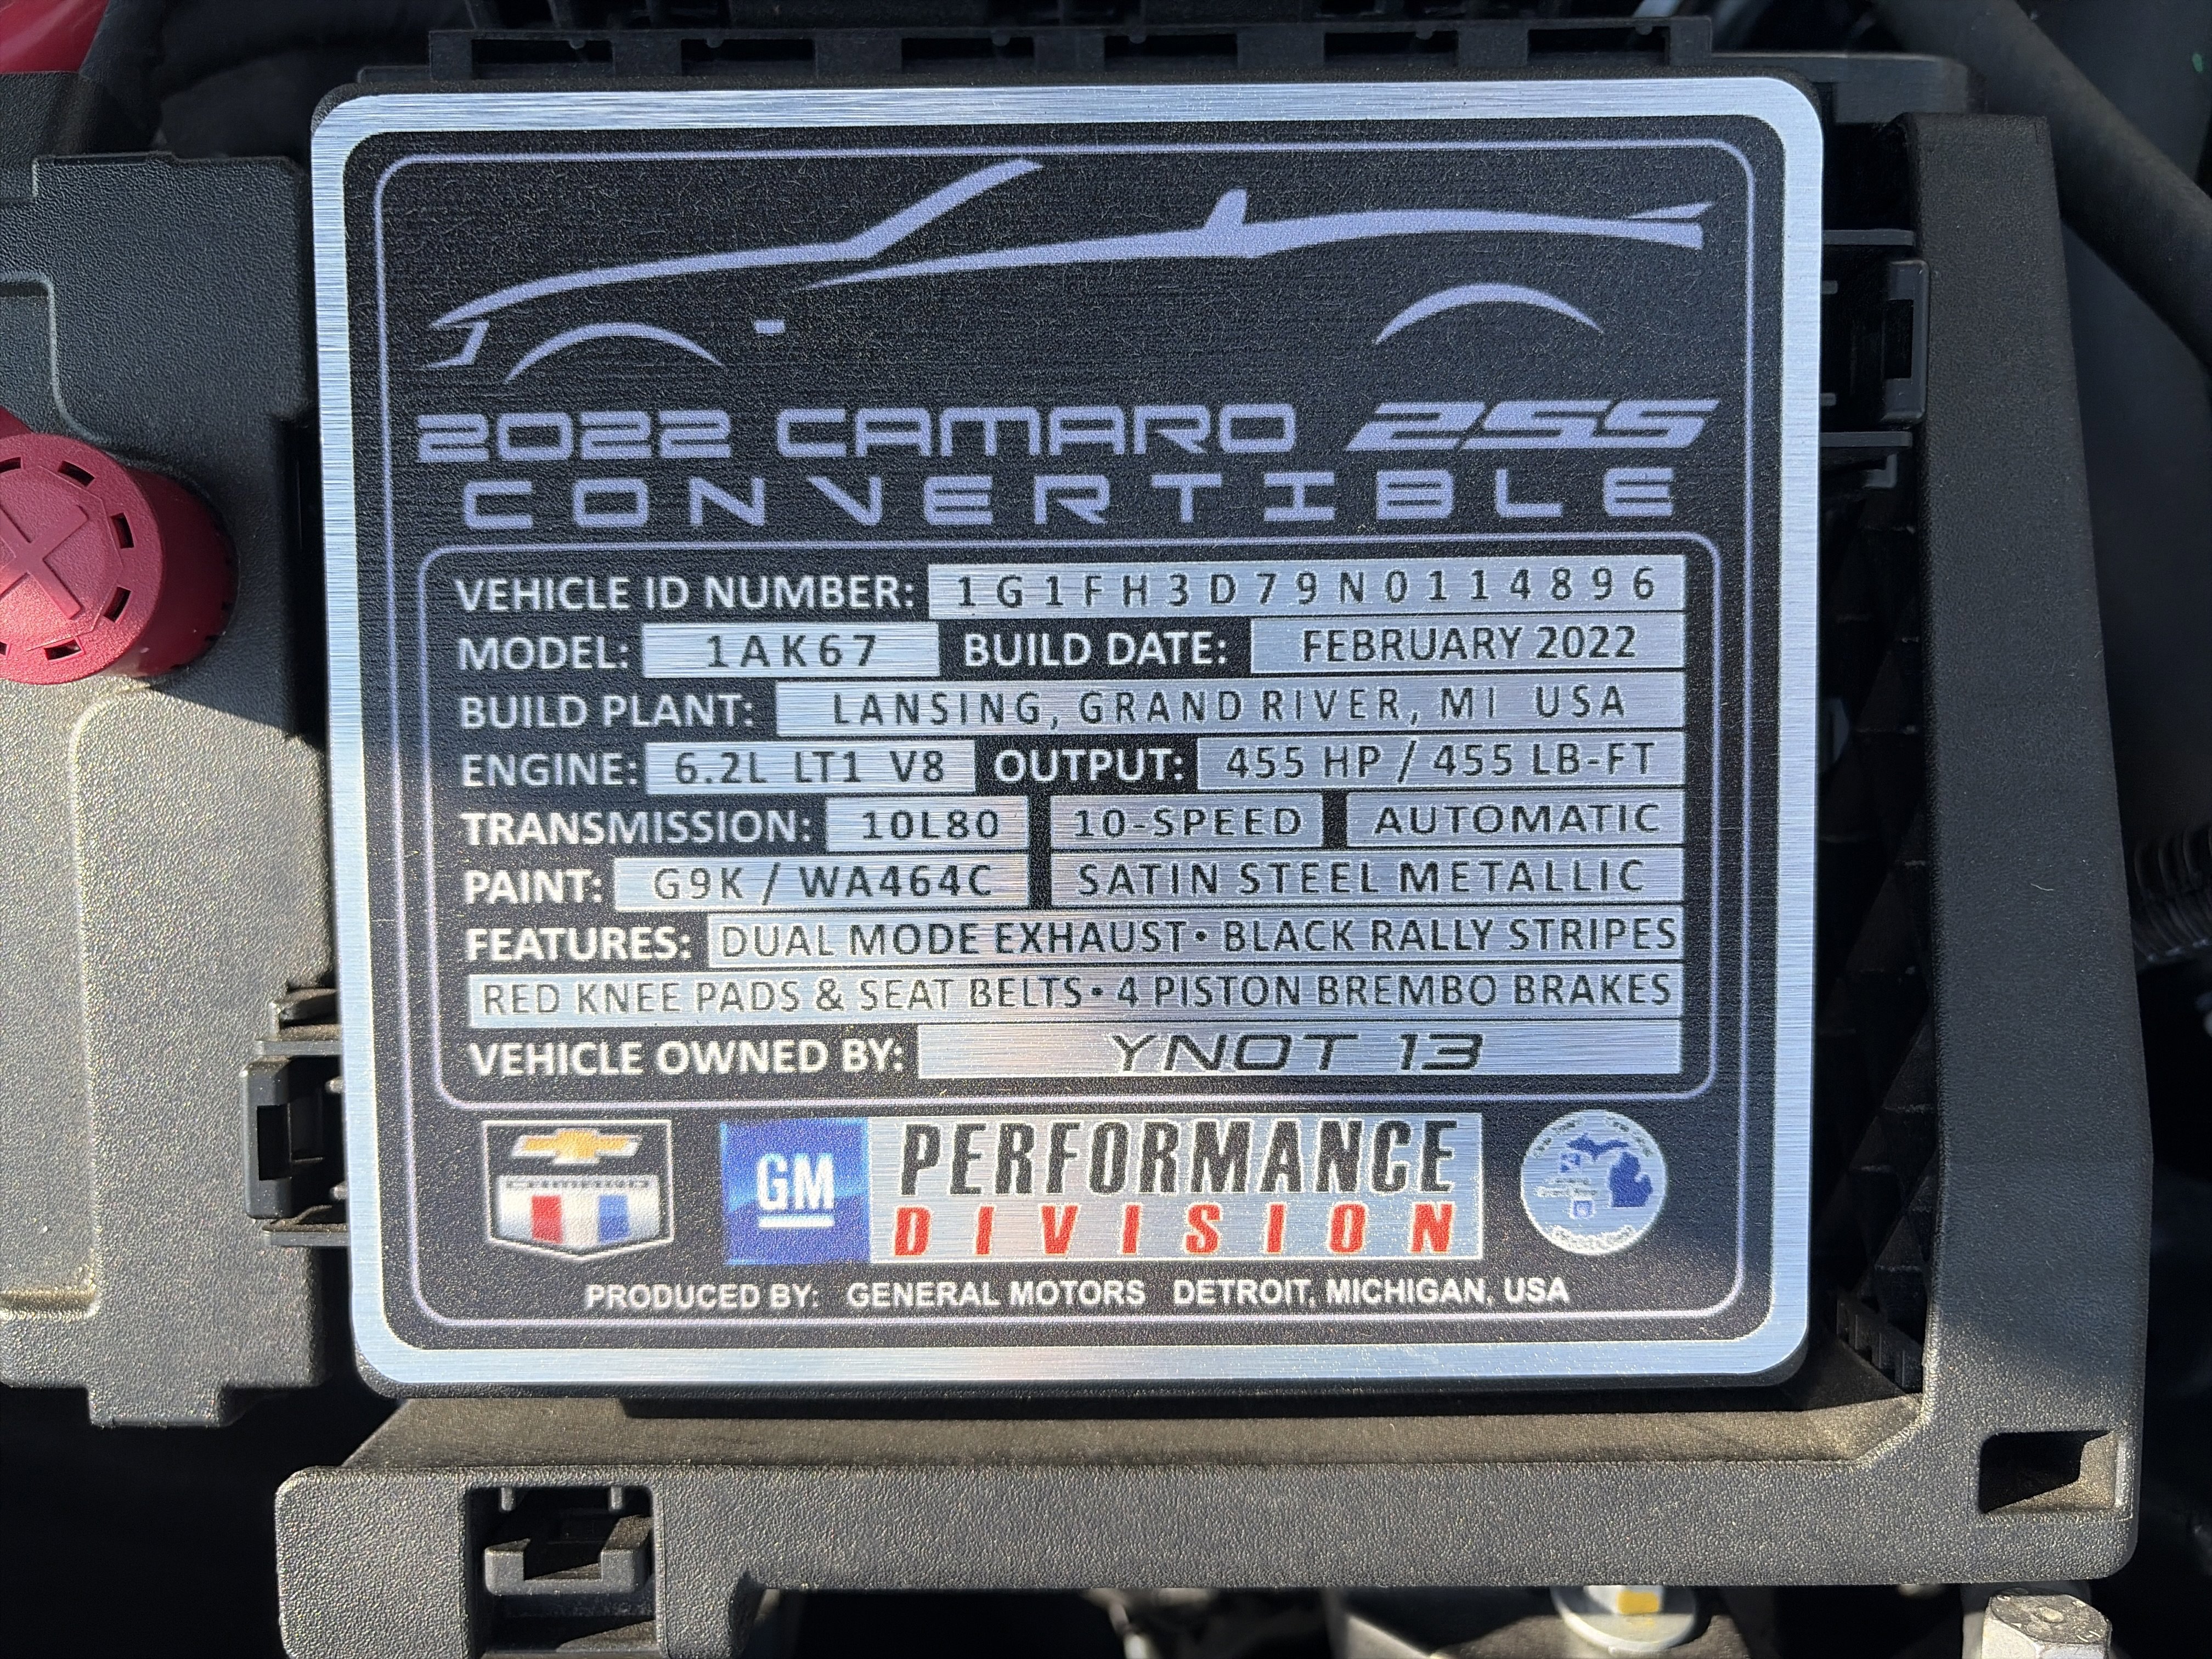 2022 CAMARO 2SS
CONVERTIBLE
VEHICLE ID NUMBER: 1G1FH3D79N0114896
MODEL: 1AK67 BUILD DATE: FEBRUARY 2022
BUILD PLANT: LANSING, GRAND RIVER, MI USA
ENGINE: 6.2L LT1 V8 OUTPUT: 455 HP / 455 LB-FT
TRANSMISSION: 10L80 10-SPEED AUTOMATIC
PAINT: G9K / WA464C SATIN STEEL METALLIC
FEATURES: DUAL MODE EXHAUST • BLACK RALLY STRIPES
RED KNEE PADS & SEAT BELTS • 4 PISTON BREMBO BRAKES
VEHICLE OWNED BY: YNOT 13
GM PERFORMANCE
DIVISION
PRODUCED BY: GENERAL MOTORS DETROIT, MICHIGAN, USA